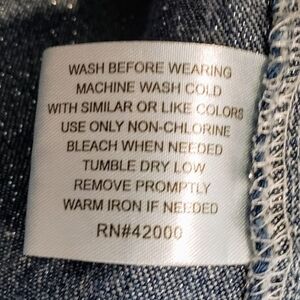 WASH BEFORE WEARING
MACHINE WASH COLD
WITH SIMILAR OR LIKE COLORS
USE ONLY NON-CHLORINE
BLEACH WHEN NEEDED
TUMBLE DRY LOW
REMOVE PROMPTLY
WARM IRON IF NEEDED
RN#42000